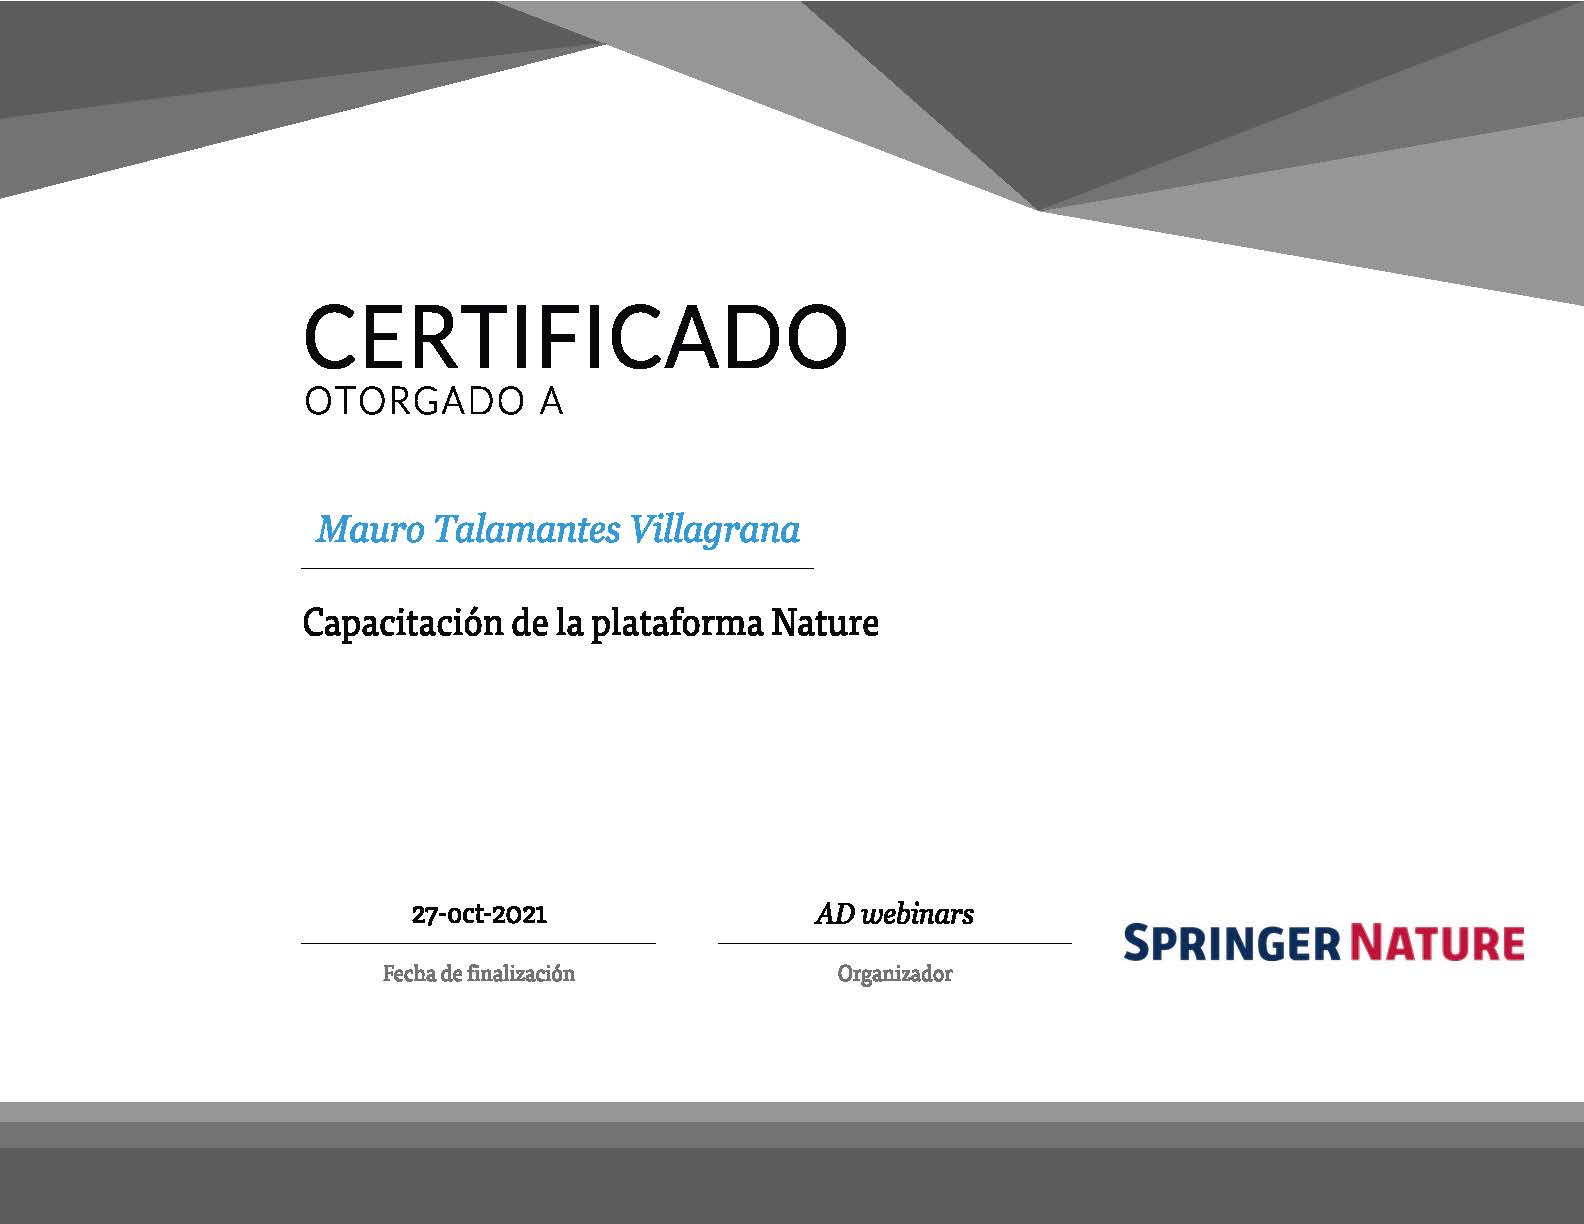 CERTIFICADO
OTORGADO A
Mauro Talamantes Villagrana
Capacitación de la plataforma Nature
27-oct-2021
Fecha de finalización
AD webinars
Organizador
SPRINGER NATURE